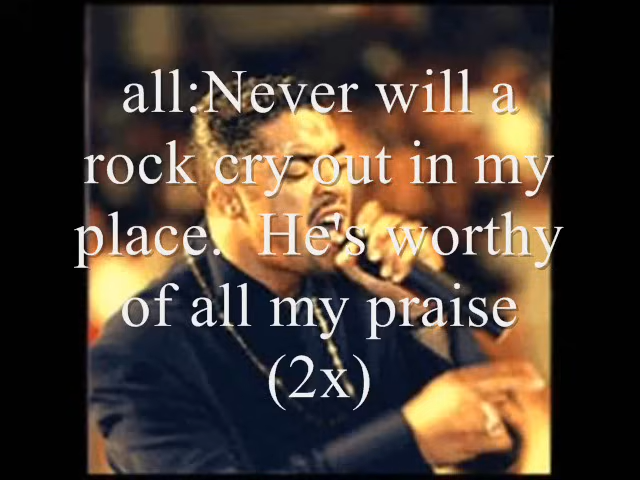 all:Never will a
rock cry out in my
place.  He's worthy
of all my praise
(2x)